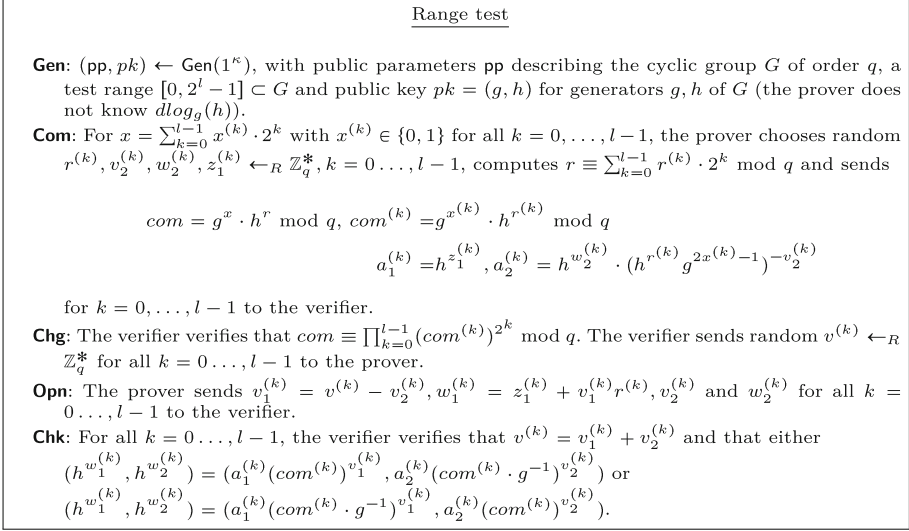 Range test
Gen: (pp, pk) ← Gen(1^κ), with public parameters pp describing the cyclic group G of order q, a
test range [0, 2^l − 1] ⊂ G and public key pk = (g, h) for generators g, h of G (the prover does
not know dlog_g(h)).
Com: For x = ∑_{k=0}^{l−1} x^{(k)} · 2^k with x^{(k)} ∈ {0, 1} for all k = 0, . . . , l − 1, the prover chooses random
r^{(k)}, v_2^{(k)}, w_2^{(k)}, z_1^{(k)} ←_R ℤ_q^*, k = 0 . . . , l − 1, computes r ≡ ∑_{k=0}^{l−1} r^{(k)} · 2^k mod q and sends
com = g^x · h^r mod q, com^{(k)} =g^{x^{(k)}} · h^{r^{(k)}} mod q
a_1^{(k)} =h^{z_1^{(k)}}, a_2^{(k)} = h^{w_2^{(k)}} · (h^{r^{(k)}} g^{2x^{(k)}−1})^{−v_2^{(k)}}
for k = 0, . . . , l − 1 to the verifier.
Chg: The verifier verifies that com ≡ ∏_{k=0}^{l−1}(com^{(k)})^{2^k} mod q. The verifier sends random v^{(k)} ←_R
ℤ_q^* for all k = 0 . . . , l − 1 to the prover.
Opn: The prover sends v_1^{(k)} = v^{(k)} − v_2^{(k)}, w_1^{(k)} = z_1^{(k)} + v_1^{(k)} r^{(k)}, v_2^{(k)} and w_2^{(k)} for all k =
0 . . . , l − 1 to the verifier.
Chk: For all k = 0 . . . , l − 1, the verifier verifies that v^{(k)} = v_1^{(k)} + v_2^{(k)} and that either
(h^{w_1^{(k)}}, h^{w_2^{(k)}}) = (a_1^{(k)}(com^{(k)})^{v_1^{(k)}}, a_2^{(k)}(com^{(k)} · g^{−1})^{v_2^{(k)}}) or
(h^{w_1^{(k)}}, h^{w_2^{(k)}}) = (a_1^{(k)}(com^{(k)} · g^{−1})^{v_1^{(k)}}, a_2^{(k)}(com^{(k)})^{v_2^{(k)}}).